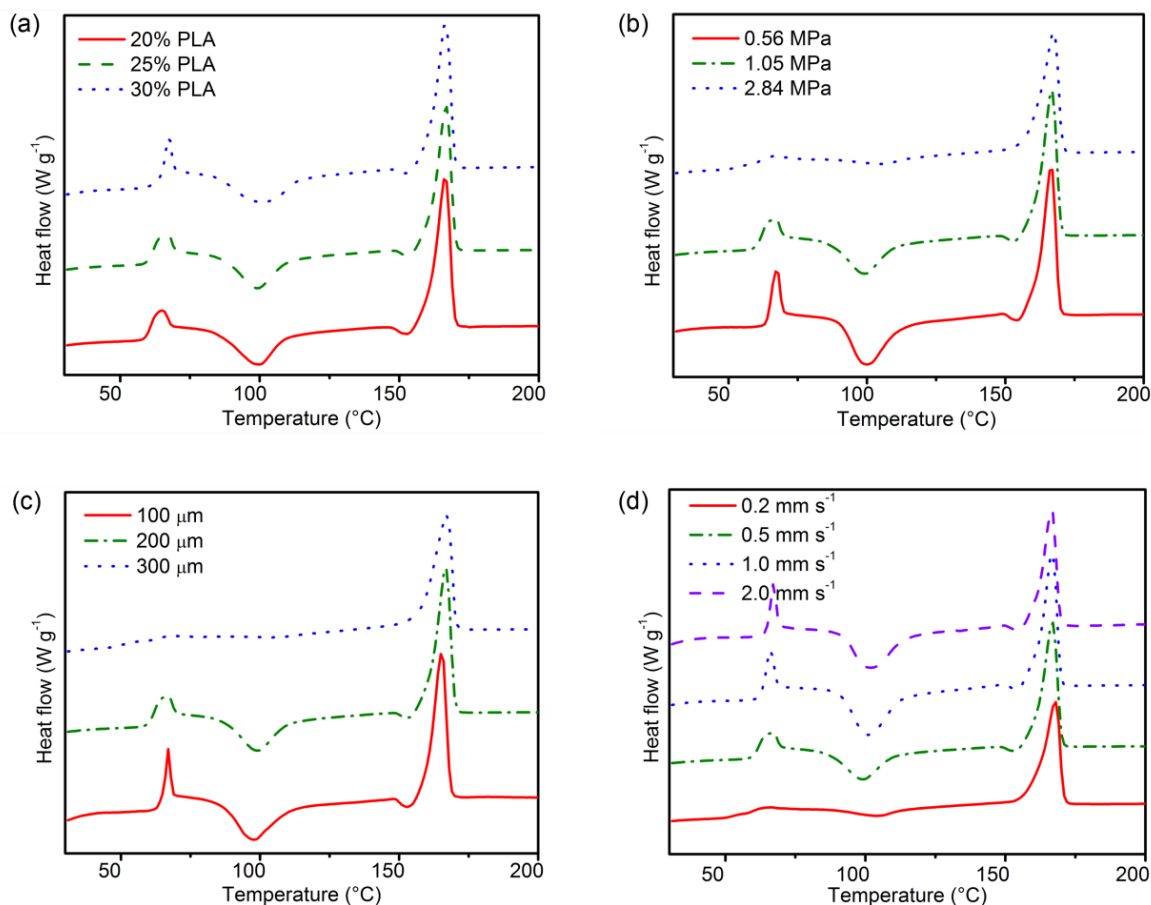 (a)
20% PLA
25% PLA
30% PLA
Heat flow (W g⁻¹)
50 100 150 200
Temperature (°C)
(b)
0.56 MPa
1.05 MPa
2.84 MPa
Heat flow (W g⁻¹)
50 100 150 200
Temperature (°C)
(c)
100 μm
200 μm
300 μm
Heat flow (W g⁻¹)
50 100 150 200
Temperature (°C)
(d)
0.2 mm s⁻¹
0.5 mm s⁻¹
1.0 mm s⁻¹
2.0 mm s⁻¹
Heat flow (W g⁻¹)
50 100 150 200
Temperature (°C)